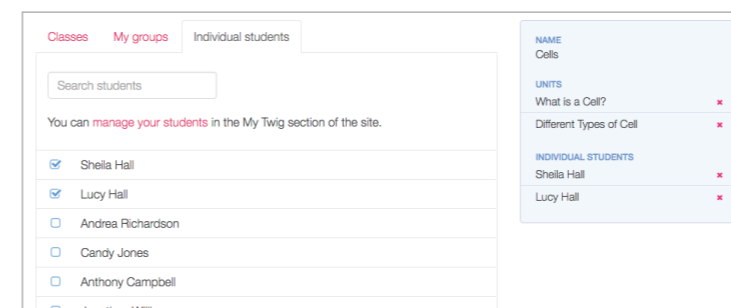 Classes My groups Individual students
Search students
You can manage your students in the My Twig section of the site.
Sheila Hall
Lucy Hall
Andrea Richardson
Candy Jones
Anthony Campbell
NAME
Cells
UNITS
What is a Cell?
Different Types of Cell
INDIVIDUAL STUDENTS
Sheila Hall
Lucy Hall